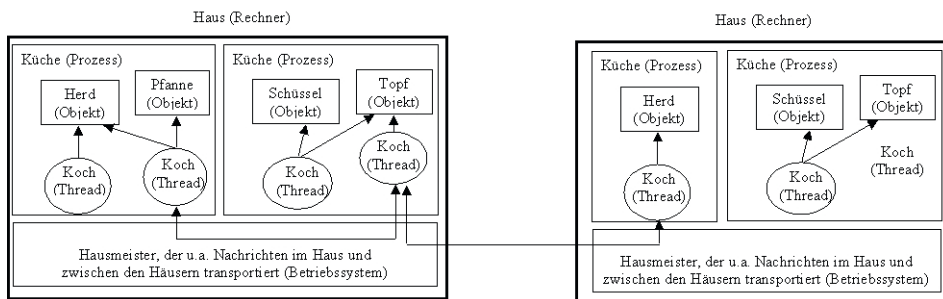 Haus (Rechner)
Küche (Prozess)
Herd
(Objekt)
Pfanne
(Objekt)
Koch
(Thread)
Koch
(Thread)
Küche (Prozess)
Schüssel
(Objekt)
Topf
(Objekt)
Koch
(Thread)
Koch
(Thread)
Hausmeister, der u.a. Nachrichten im Haus und
zwischen den Häusern transportiert (Betriebssystem)
Haus (Rechner)
Küche (Prozess)
Herd
(Objekt)
Koch
(Thread)
Küche (Prozess)
Schüssel
(Objekt)
Topf
(Objekt)
Koch
(Thread)
Koch
(Thread)
Hausmeister, der u.a. Nachrichten im Haus und
zwischen den Häusern transportiert (Betriebssystem)